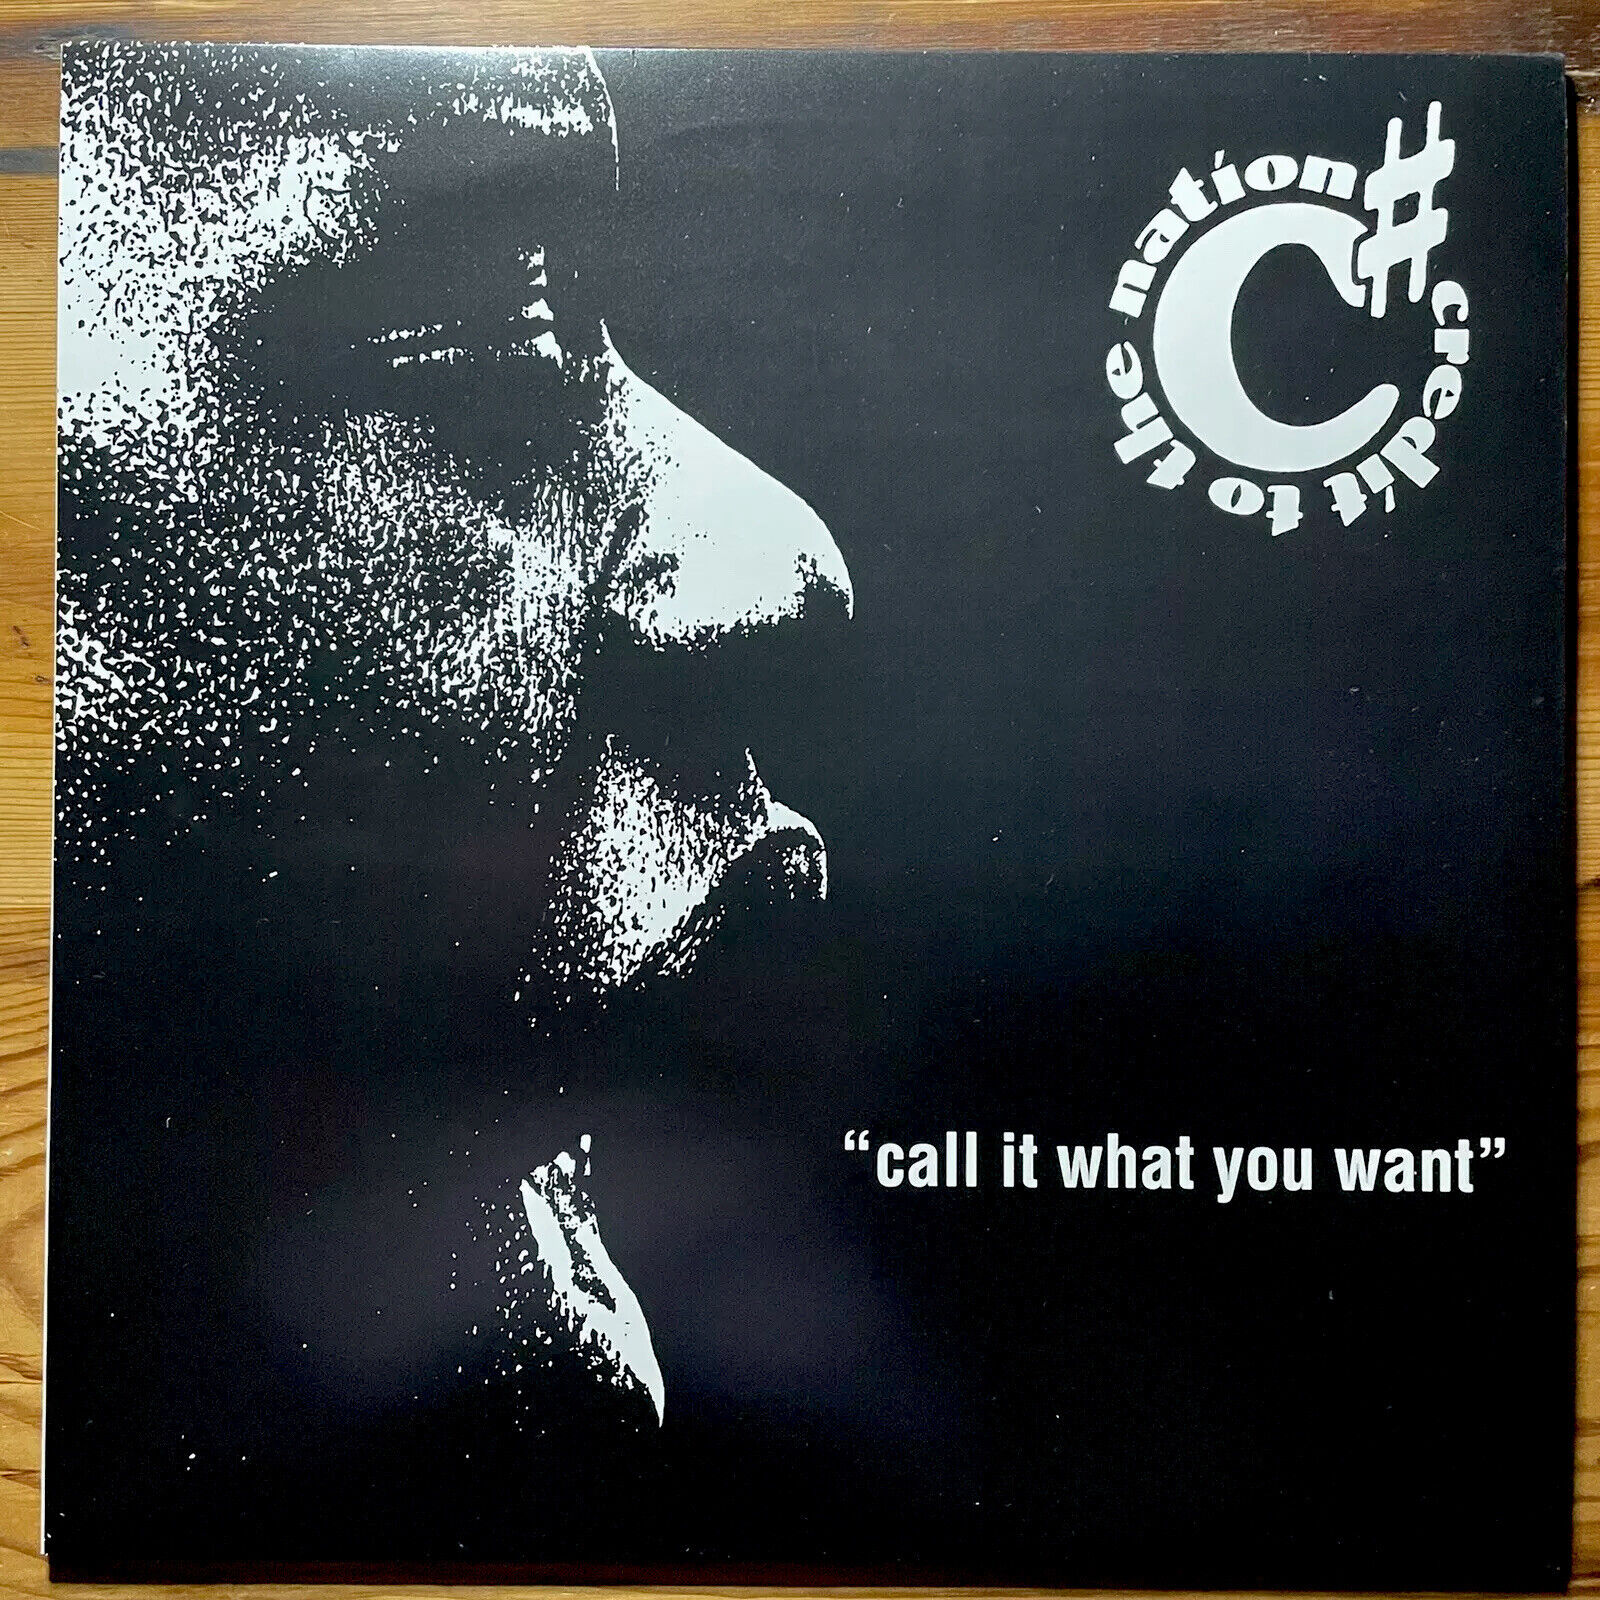 C#
credit to the nation
“call it what you want”